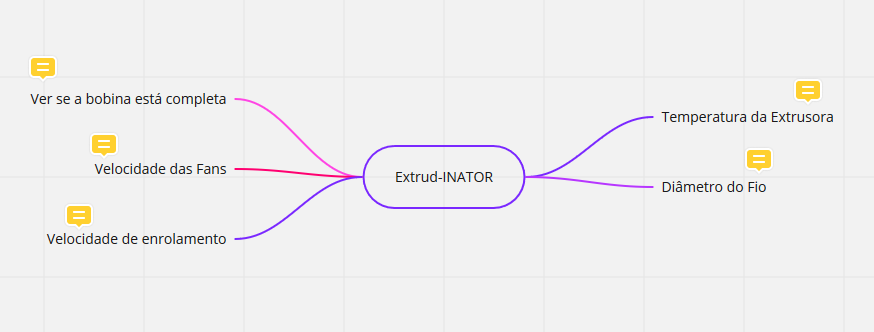 Ver se a bobina está completa
Velocidade das Fans
Velocidade de enrolamento
Extrud-INATOR
Temperatura da Extrusora
Diâmetro do Fio